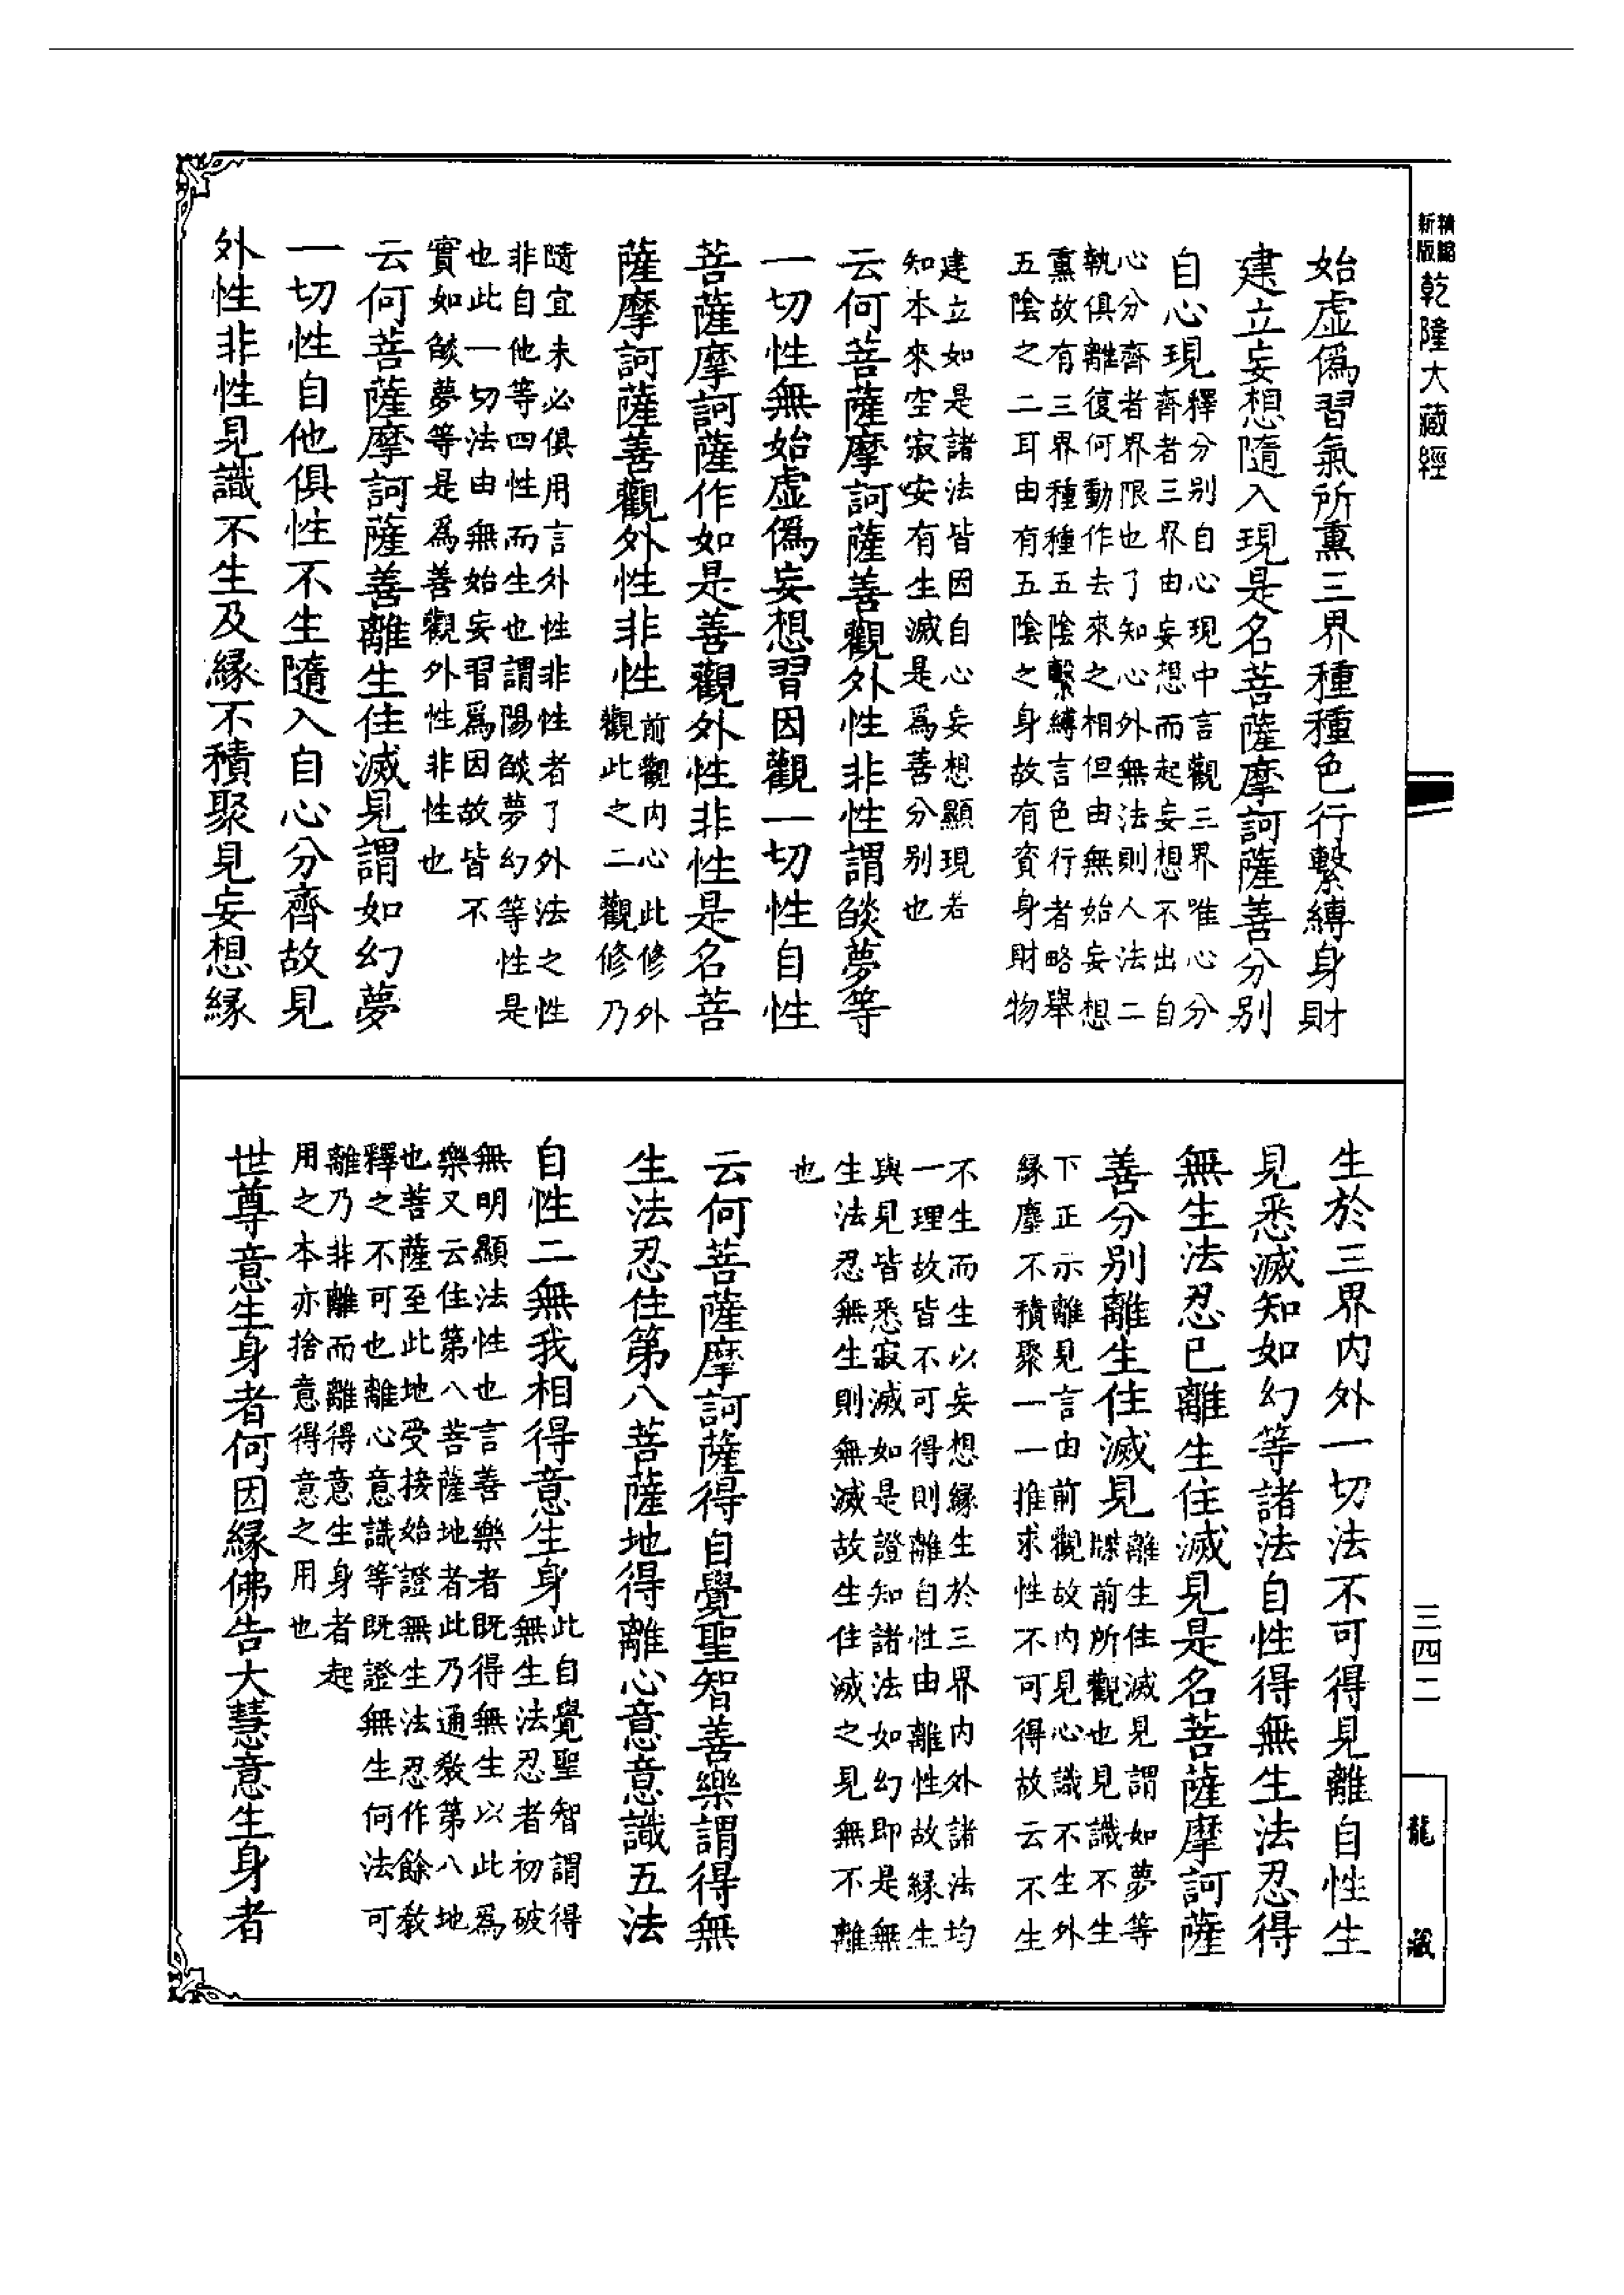 精縮
新版
乾隆大藏經
始虛偽習氣所熏三界種種色行繫縛身財
建立妄想隨入現是名菩薩摩訶薩善分別
自心現
釋分別自心現中言觀三界唯心分
齊者三界由妄想而起妄想不出自
心分齊者界限也了知心外無法則人法二
執俱離復何動作去來之相但由無始妄想
熏故有三界種種五陰繫縛言色行者略舉
五陰之二耳由有五陰之身故有資身財物
建立如是諸法皆因自心妄想顯現若
知本來空寂安有生滅是為善分別也
云何菩薩摩訶薩善觀外性非性謂燄夢等
一切性無始虛偽妄想習因觀一切性自性
菩薩摩訶薩作如是善觀外性非性是名菩
薩摩訶薩善觀外性非性
前觀內心此修外
觀此之二觀修乃
隨宜未必俱用言外性非性者了外法之性
非自他等四性而生也謂陽燄夢幻等性是
也此一切法由無始妄習為因故皆不
實如燄夢等是為善觀外性非性也
云何菩薩摩訶薩善離生住滅見謂如幻夢
一切性自他俱性不生隨入自心分齊故見
外性非性見識不生及緣不積聚見妄想緣
生於三界內外一切法不可得見離自性生
見悉滅知如幻等諸法自性得無生法忍得
無生法忍已離生住滅見是名菩薩摩訶薩
善分別離生住滅見
離生住滅見謂如夢等
牒前所觀也見識不生
下正示離見言由前觀故內見心識不生外
緣塵不積聚一一推求性不可得故云不生
不生而生以妄想緣生於三界內外諸法均
一理故皆不可得則離自性由離性故緣生
與見皆悉寂滅如是證知諸法如幻即是無
生法忍無生則無滅故生住滅之見無不離
也
云何菩薩摩訶薩得自覺聖智善樂謂得無
生法忍住第八菩薩地得離心意意識五法
自性二無我相得意生身
此自覺聖智謂得
無生法忍者初破
無明顯法性也言善樂者既得無生以此為
樂又云住第八菩薩地者此乃通教第八地
也菩薩至此地受接始證無生法忍作餘教
釋之不可也離心意識等既證無生何法可
離乃非離而離得意生身者起
用之本亦捨意得意之用也
世尊意生身者何因緣佛告大慧意生身者
三四二
龍藏